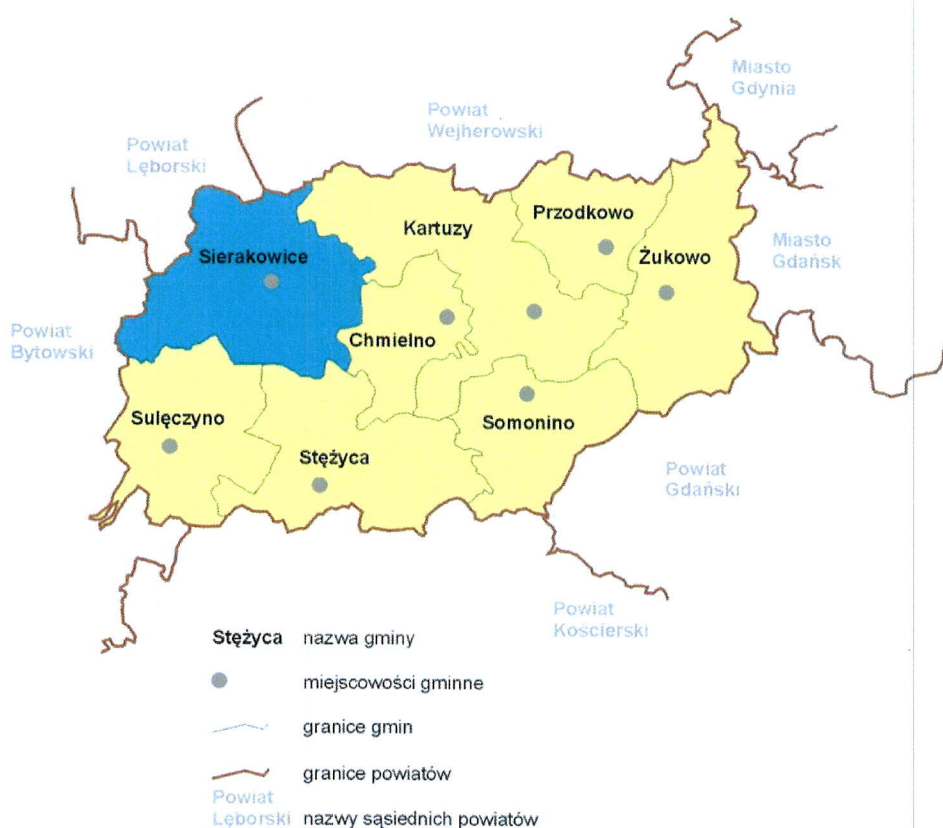 Miasto
Gdynia
Powiat
Wejherowski
Powiat
Lęborski
Przodkowo
Kartuzy
Żukowo
Miasto
Gdańsk
Sierakowice
Powiat
Bytowski
Chmielno
Sulęczyno
Somonino
Stężyca
Powiat
Gdański
Powiat
Kościerski
Stężyca nazwa gminy
miejscowości gminne
granice gmin
granice powiatów
Powiat
Lęborski nazwy sąsiednich powiatów